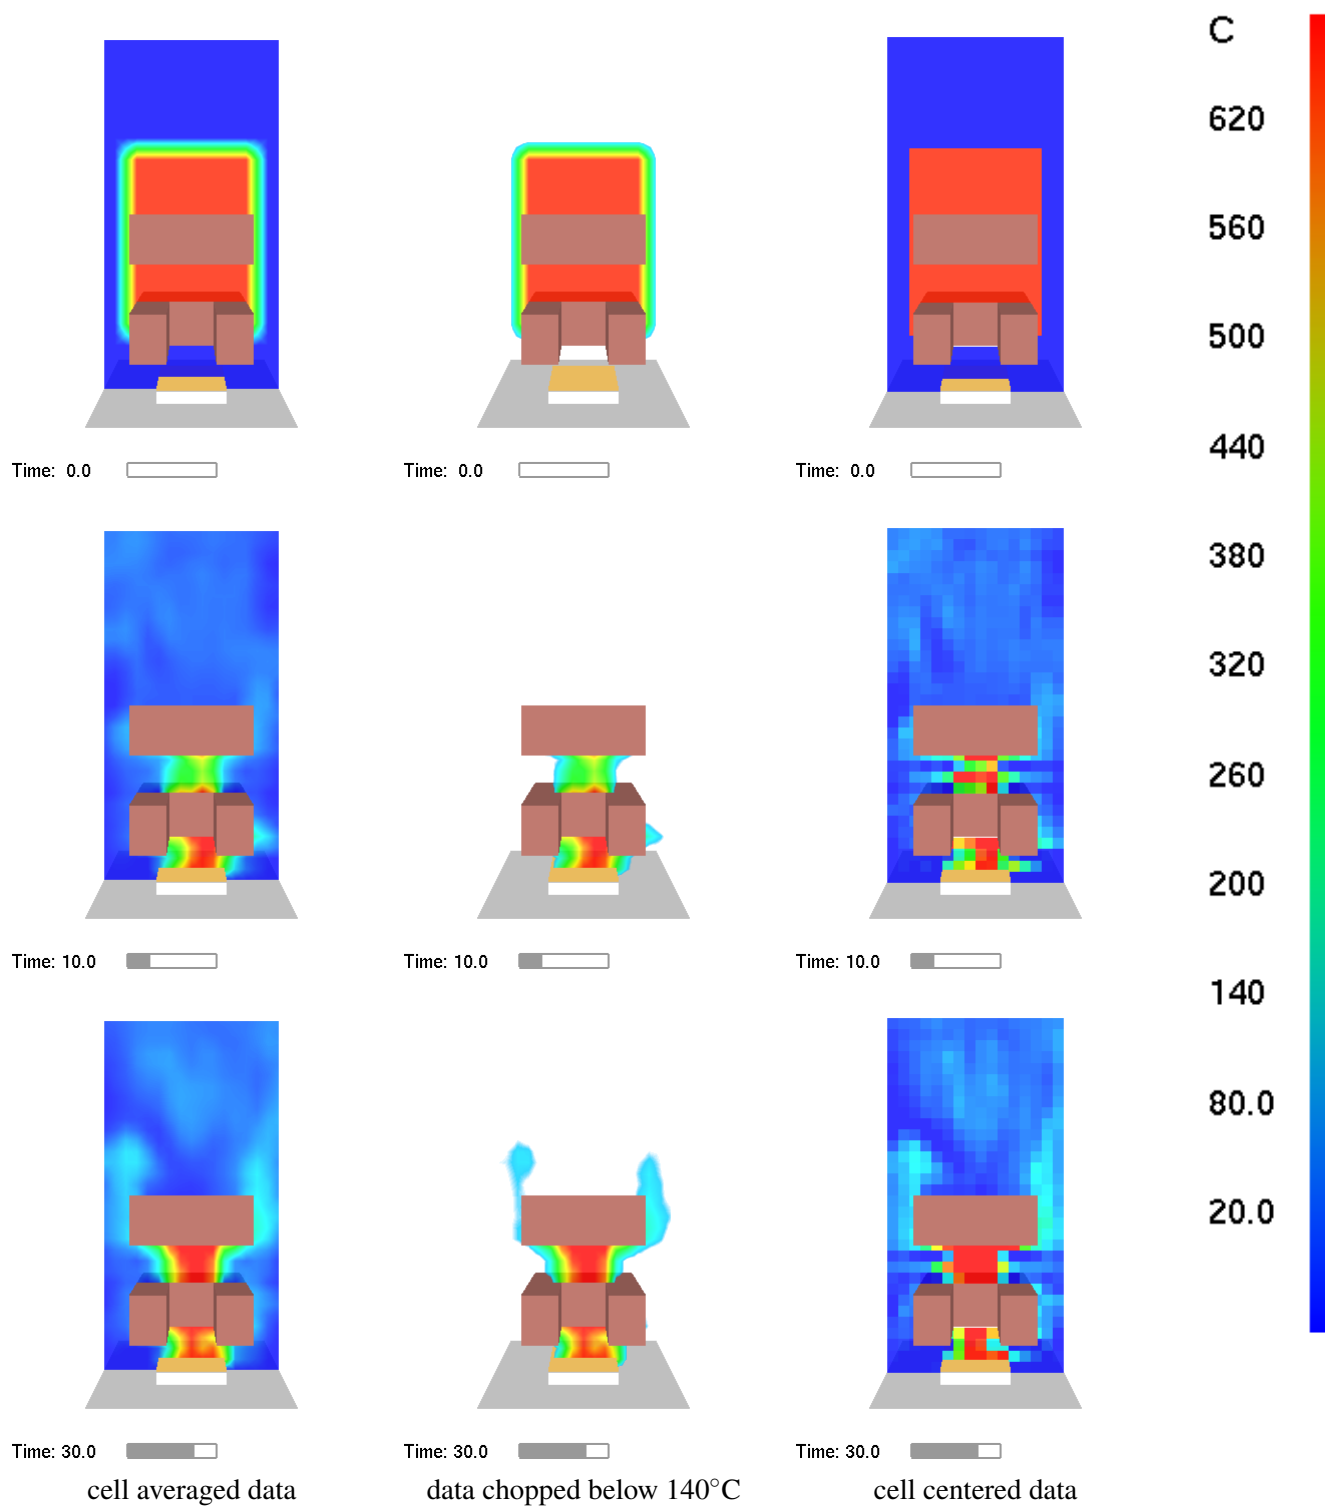 C
620
560
500
440
380
320
260
200
140
80.0
20.0
Time: 0.0
Time: 0.0
Time: 0.0
Time: 10.0
Time: 10.0
Time: 10.0
Time: 30.0
Time: 30.0
Time: 30.0
cell averaged data
data chopped below 140°C
cell centered data